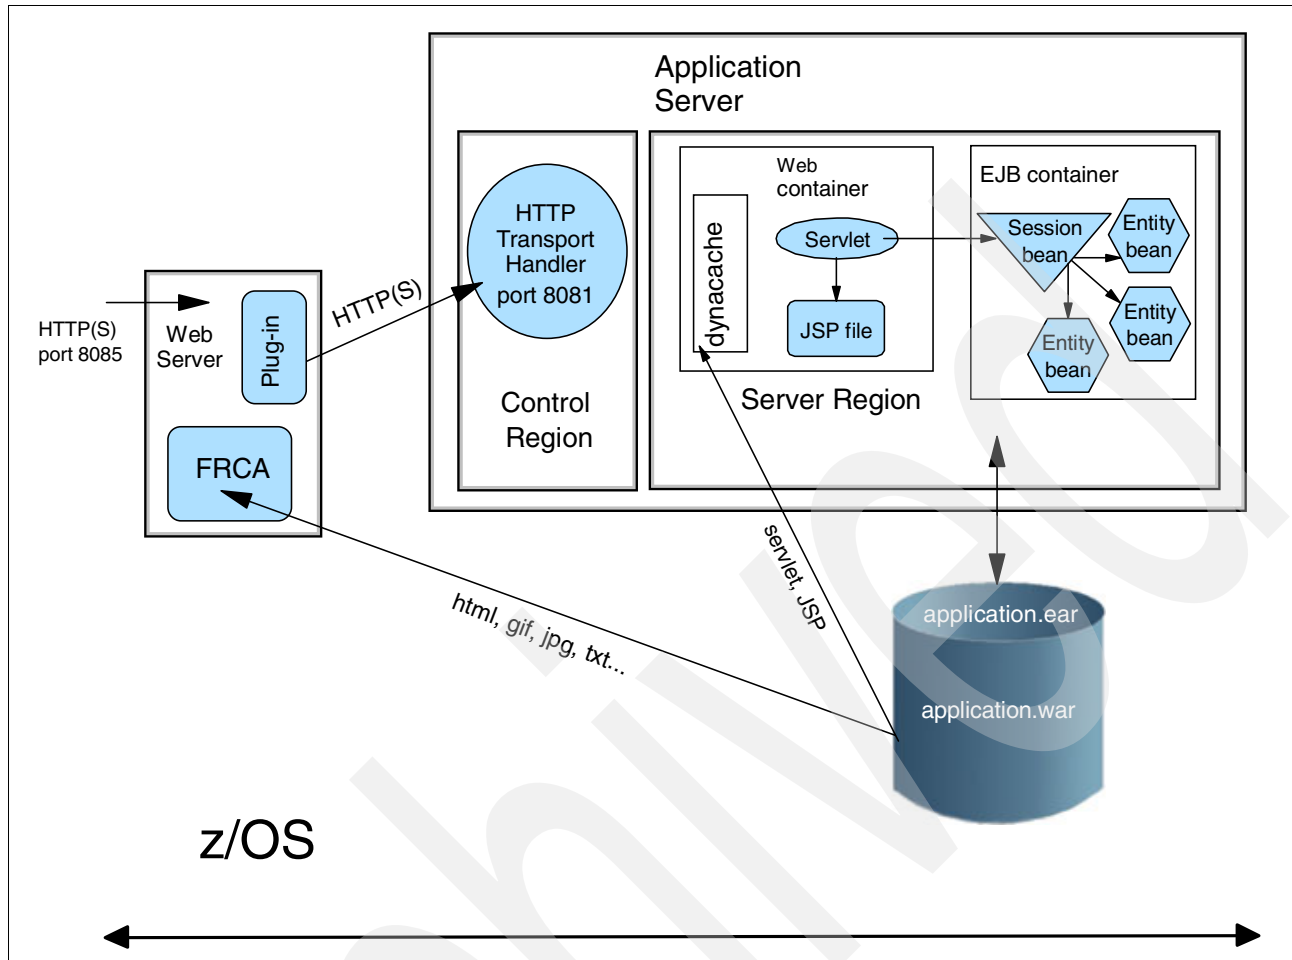 Application
Server
HTTP(S)
port 8085
Web
Server
Plug-in
FRCA
HTTP(S)
HTTP
Transport
Handler
port 8081
Control
Region
Web
container
dynacache
Servlet
JSP file
Server Region
EJB container
Session
bean
Entity
bean
Entity
bean
Entity
bean
servlet, JSP
html, gif, jpg, txt...
application.ear
application.war
z/OS